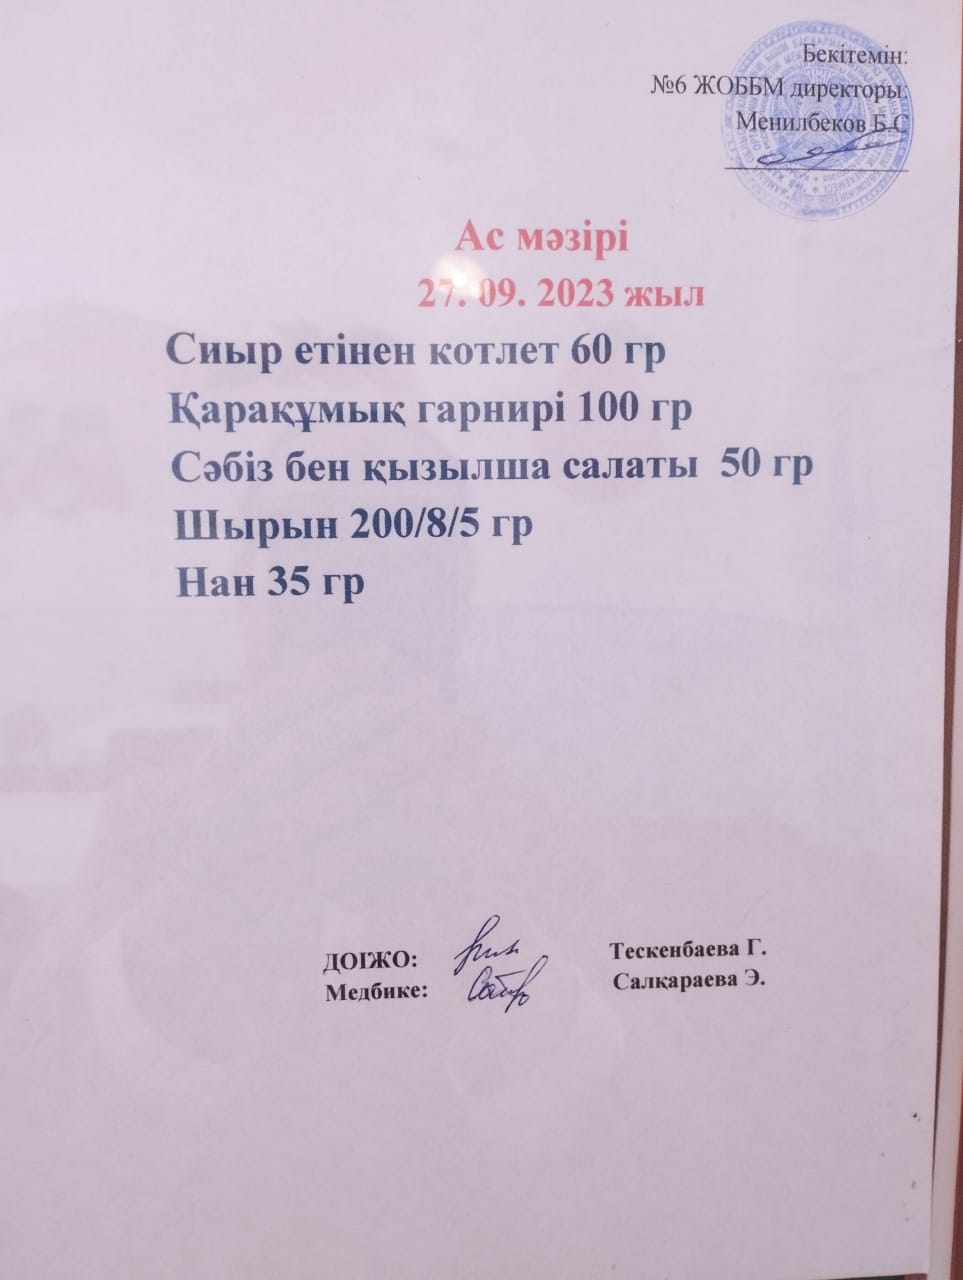 Бекітемін:
№6 ЖОББМ директоры:
Менилбеков Б.С
Ас мәзірі
27. 09. 2023 жыл
Сиыр етінен котлет 60 гр
Қарақұмық гарнирі 100 гр
Сәбіз бен қызылша салаты 50 гр
Шырын 200/8/5 гр
Нан 35 гр
ДОІЖО: Тескенбаева Г.
Медбике: Салқараева Э.